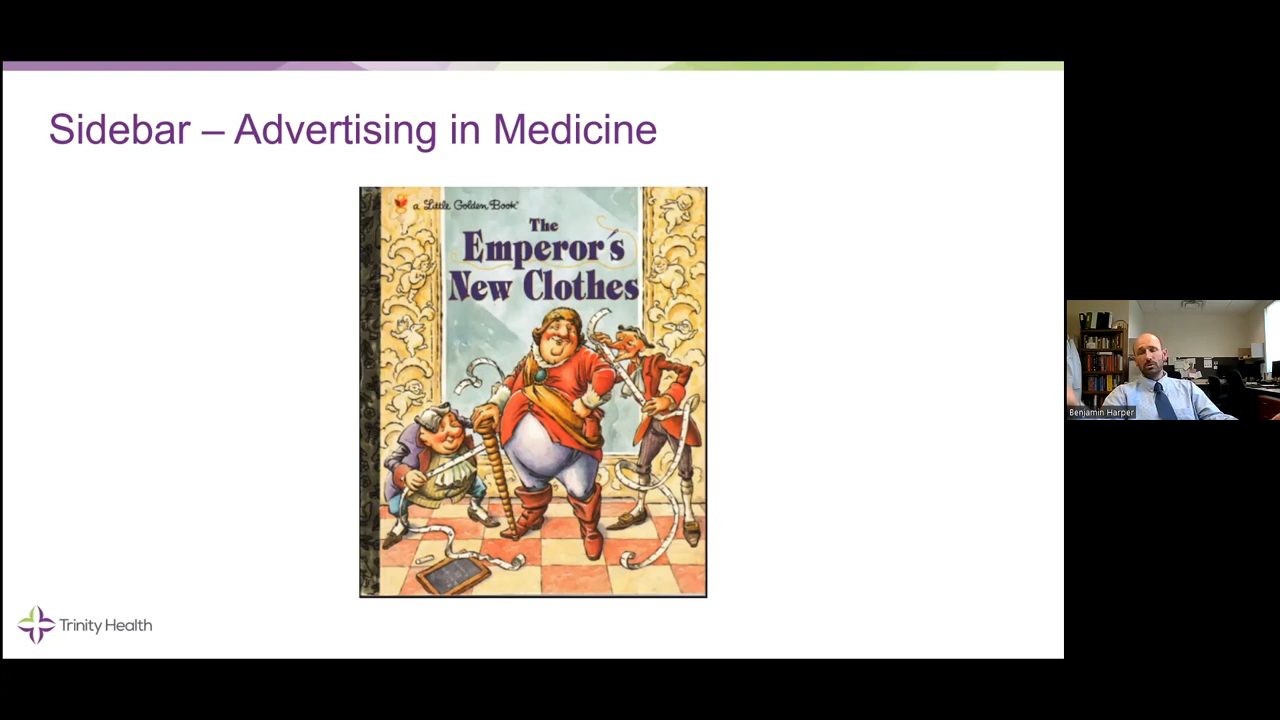 Sidebar – Advertising in Medicine
a Little Golden Book®
The
Emperor's
New Clothes
Trinity Health
Benjamin Harper